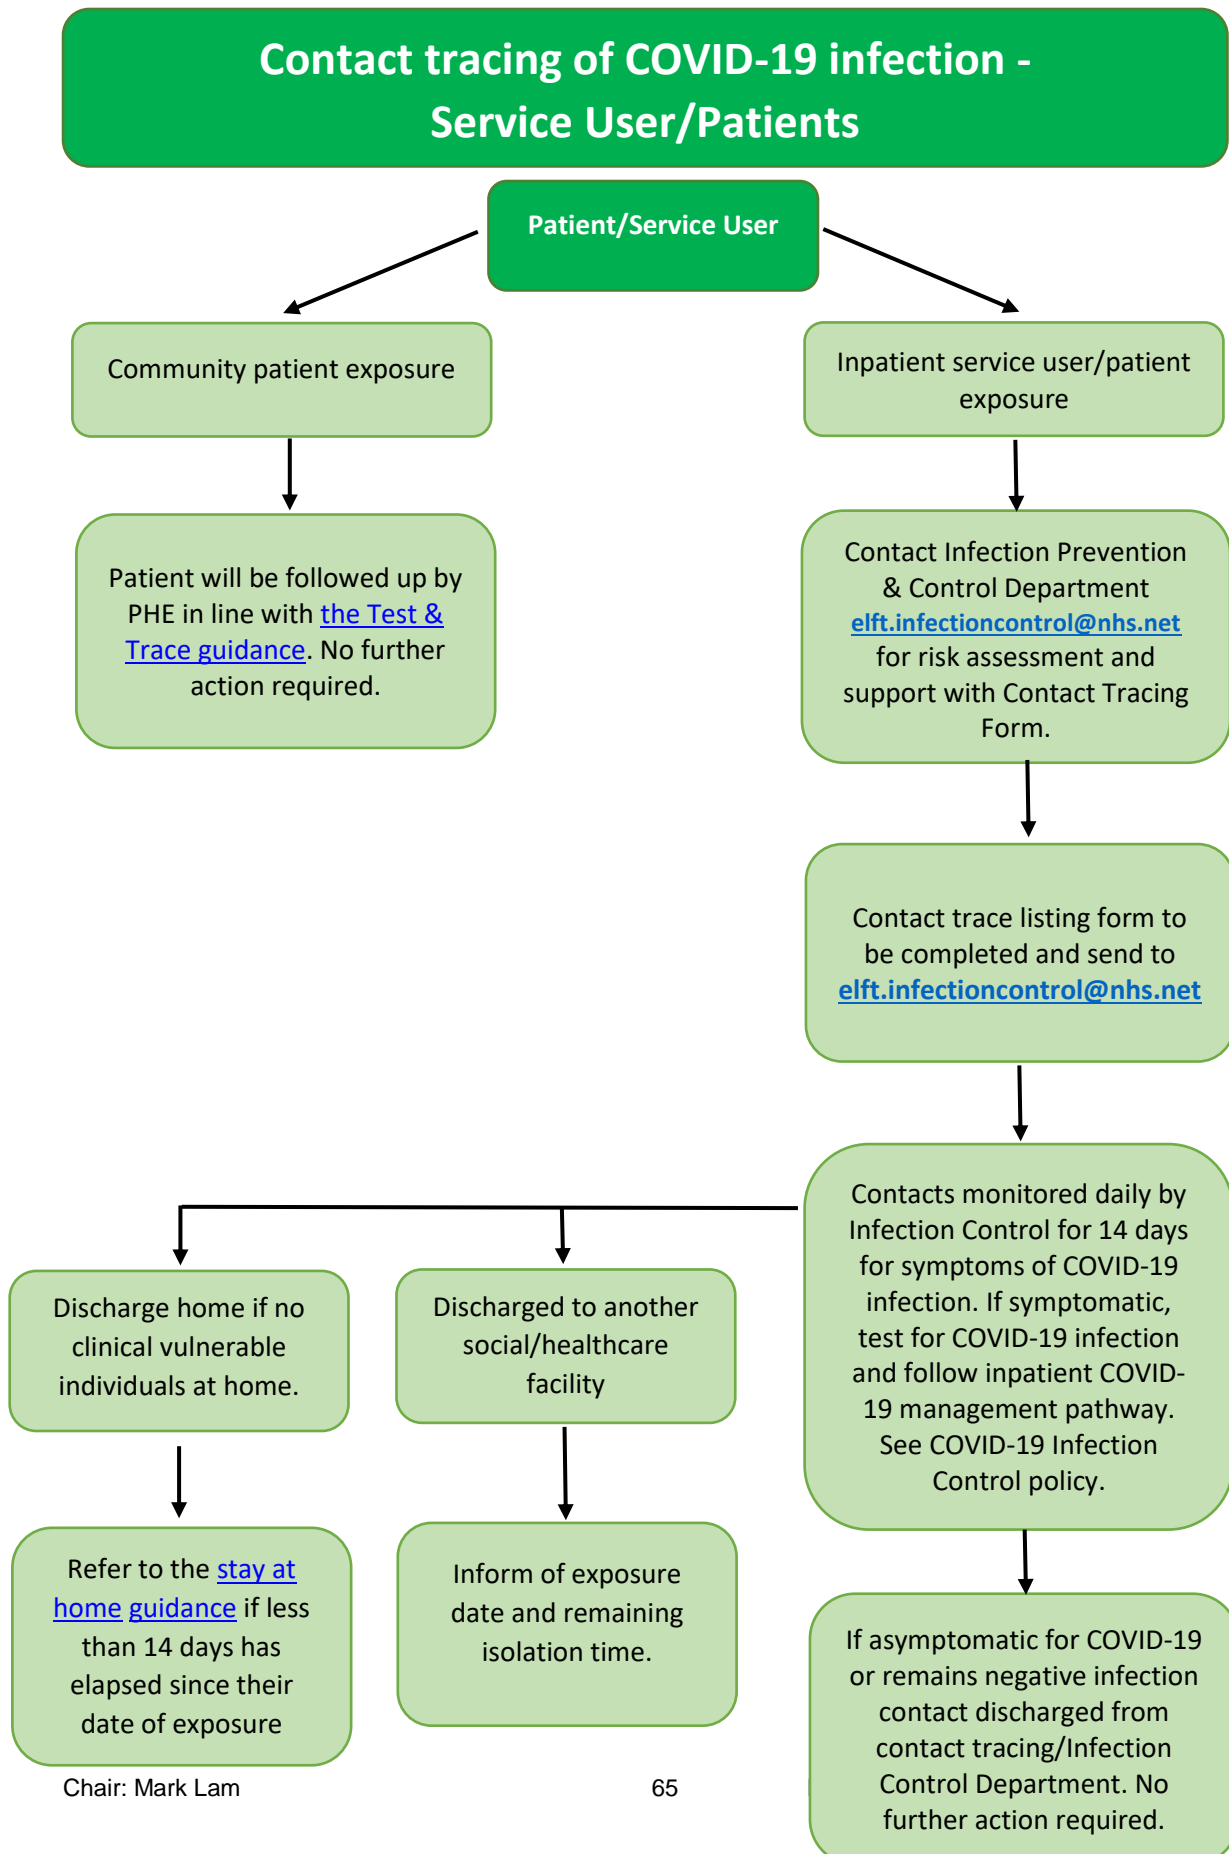 Contact tracing of COVID-19 infection -
Service User/Patients
Patient/Service User
Community patient exposure
Inpatient service user/patient
exposure
Patient will be followed up by
PHE in line with the Test &
Trace guidance. No further
action required.
Contact Infection Prevention
& Control Department
elft.infectioncontrol@nhs.net
for risk assessment and
support with Contact Tracing
Form.
Contact trace listing form to
be completed and send to
elft.infectioncontrol@nhs.net
Contacts monitored daily by
Infection Control for 14 days
for symptoms of COVID-19
infection. If symptomatic,
test for COVID-19 infection
and follow inpatient COVID-
19 management pathway.
See COVID-19 Infection
Control policy.
Discharge home if no
clinical vulnerable
individuals at home.
Discharged to another
social/healthcare
facility
Refer to the stay at
home guidance if less
than 14 days has
elapsed since their
date of exposure
Inform of exposure
date and remaining
isolation time.
If asymptomatic for COVID-19
or remains negative infection
contact discharged from
contact tracing/Infection
Control Department. No
further action required.
Chair: Mark Lam
65